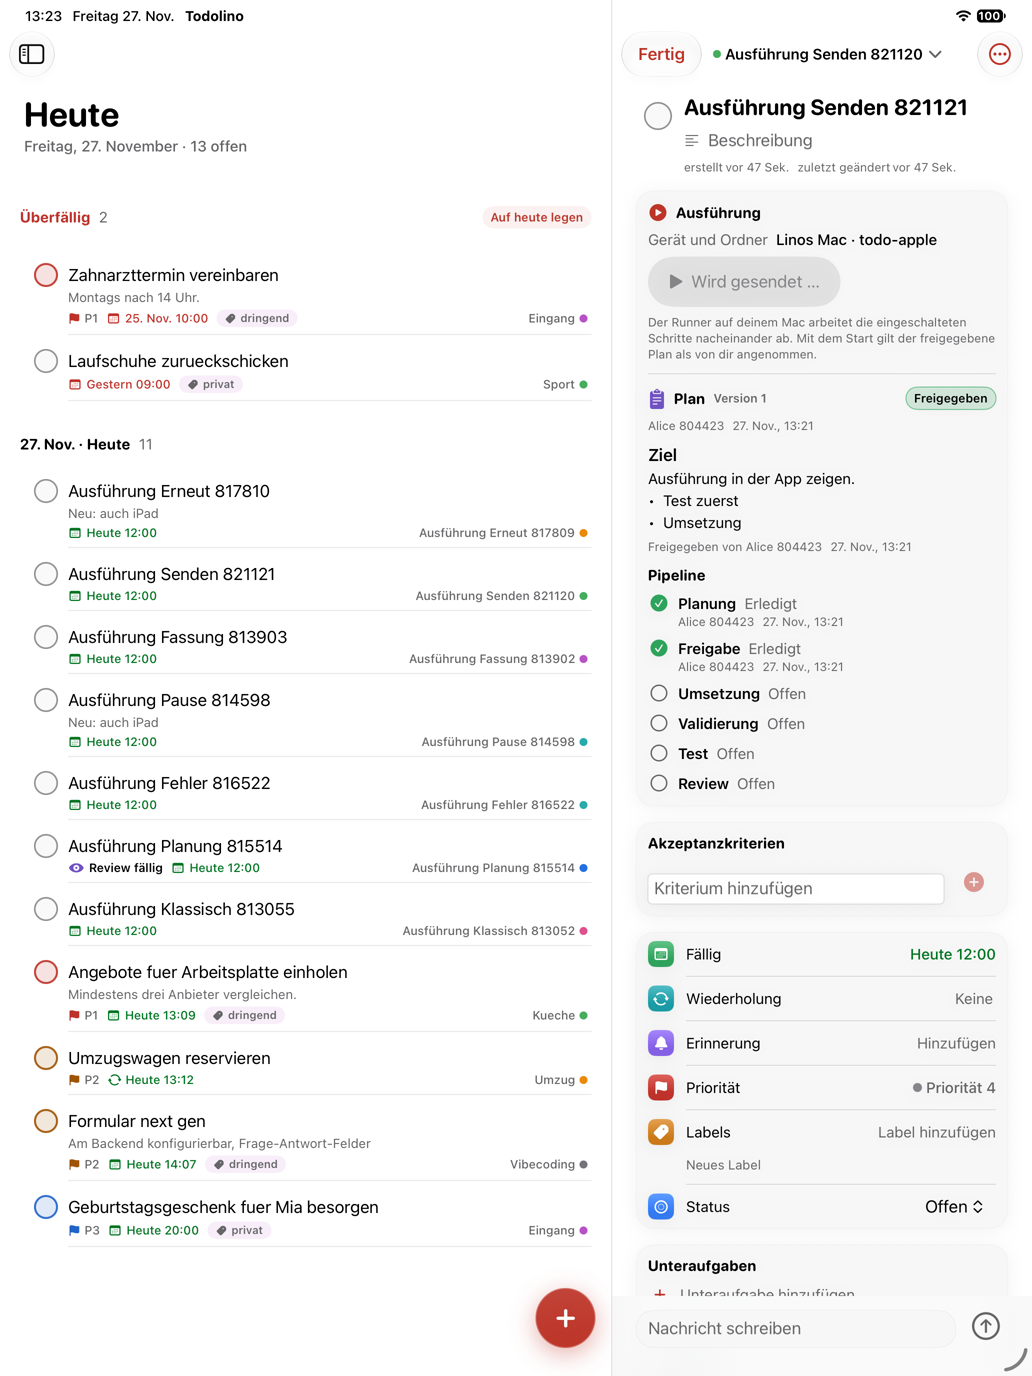 13:23 Freitag 27. Nov. Todolino
100
Heute
Freitag, 27. November · 13 offen
Überfällig 2
Auf heute legen
Zahnarzttermin vereinbaren
Montags nach 14 Uhr.
P1 25. Nov. 10:00 dringend Eingang
Laufschuhe zurueckschicken
Gestern 09:00 privat Sport
27. Nov. · Heute 11
Ausführung Erneut 817810
Neu: auch iPad
Heute 12:00 Ausführung Erneut 817809
Ausführung Senden 821121
Heute 12:00 Ausführung Senden 821120
Ausführung Fassung 813903
Heute 12:00 Ausführung Fassung 813902
Ausführung Pause 814598
Neu: auch iPad
Heute 12:00 Ausführung Pause 814598
Ausführung Fehler 816522
Heute 12:00 Ausführung Fehler 816522
Ausführung Planung 815514
Review fällig Heute 12:00 Ausführung Planung 815514
Ausführung Klassisch 813055
Heute 12:00 Ausführung Klassisch 813052
Angebote fuer Arbeitsplatte einholen
Mindestens drei Anbieter vergleichen.
P1 Heute 13:09 dringend Kueche
Umzugswagen reservieren
P2 Heute 13:12 Umzug
Formular next gen
Am Backend konfigurierbar, Frage-Antwort-Felder
P2 Heute 14:07 dringend Vibecoding
Geburtstagsgeschenk fuer Mia besorgen
P3 Heute 20:00 privat Eingang
Fertig Ausführung Senden 821120
Ausführung Senden 821121
Beschreibung
erstellt vor 47 Sek. zuletzt geändert vor 47 Sek.
Ausführung
Gerät und Ordner Linos Mac · todo-apple
Wird gesendet ...
Der Runner auf deinem Mac arbeitet die eingeschalteten
Schritte nacheinander ab. Mit dem Start gilt der freigegebene
Plan als von dir angenommen.
Plan Version 1 Freigegeben
Alice 804423 27. Nov., 13:21
Ziel
Ausführung in der App zeigen.
• Test zuerst
• Umsetzung
Freigegeben von Alice 804423 27. Nov., 13:21
Pipeline
Planung Erledigt
Alice 804423 27. Nov., 13:21
Freigabe Erledigt
Alice 804423 27. Nov., 13:21
Umsetzung Offen
Validierung Offen
Test Offen
Review Offen
Akzeptanzkriterien
Kriterium hinzufügen
Fällig Heute 12:00
Wiederholung Keine
Erinnerung Hinzufügen
Priorität Priorität 4
Labels Label hinzufügen
Neues Label
Status Offen
Unteraufgaben
Unteraufgabe hinzufügen
Nachricht schreiben